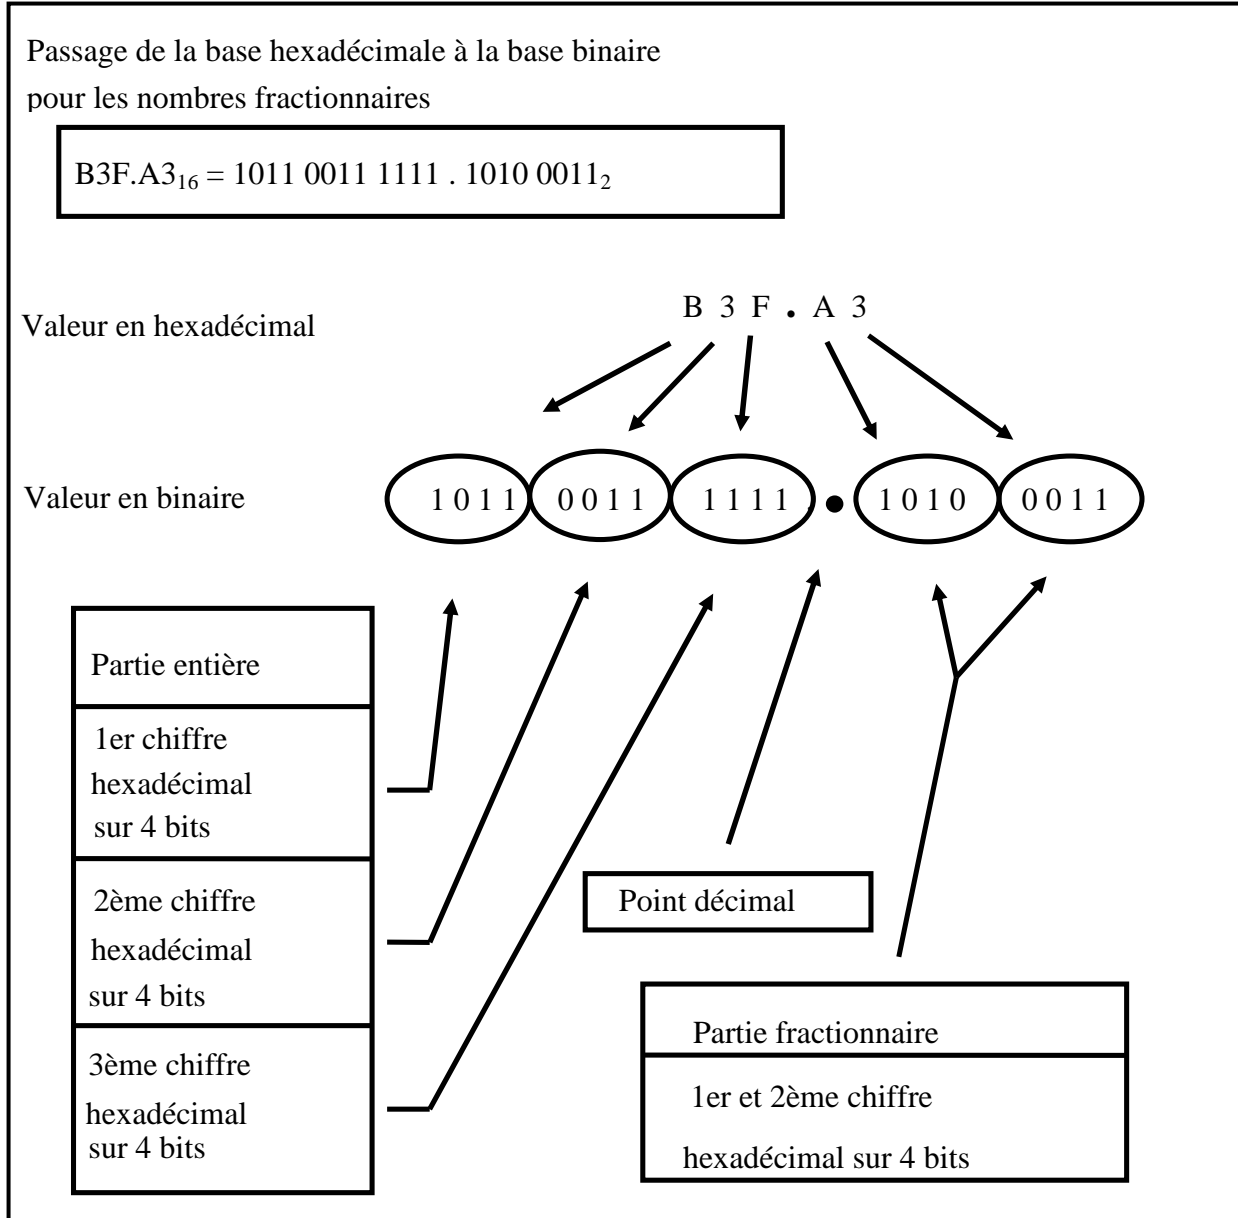 Passage de la base hexadécimale à la base binaire
pour les nombres fractionnaires
B3F.A3₁₆ = 1011 0011 1111 . 1010 0011₂
Valeur en hexadécimal
B 3 F . A 3
Valeur en binaire
1 0 1 1 0 0 1 1 1 1 1 1 . 1 0 1 0 0 0 1 1
Partie entière
1er chiffre
hexadécimal
sur 4 bits
2ème chiffre
hexadécimal
sur 4 bits
3ème chiffre
hexadécimal
sur 4 bits
Point décimal
Partie fractionnaire
1er et 2ème chiffre
hexadécimal sur 4 bits